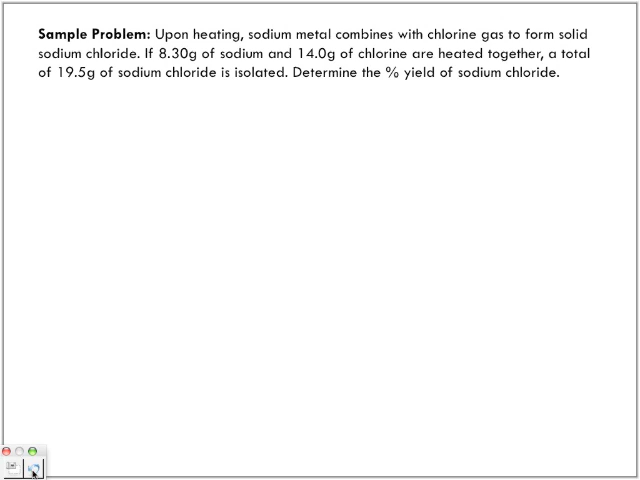 Sample Problem: Upon heating, sodium metal combines with chlorine gas to form solid
sodium chloride. If 8.30g of sodium and 14.0g of chlorine are heated together, a total
of 19.5g of sodium chloride is isolated. Determine the % yield of sodium chloride.